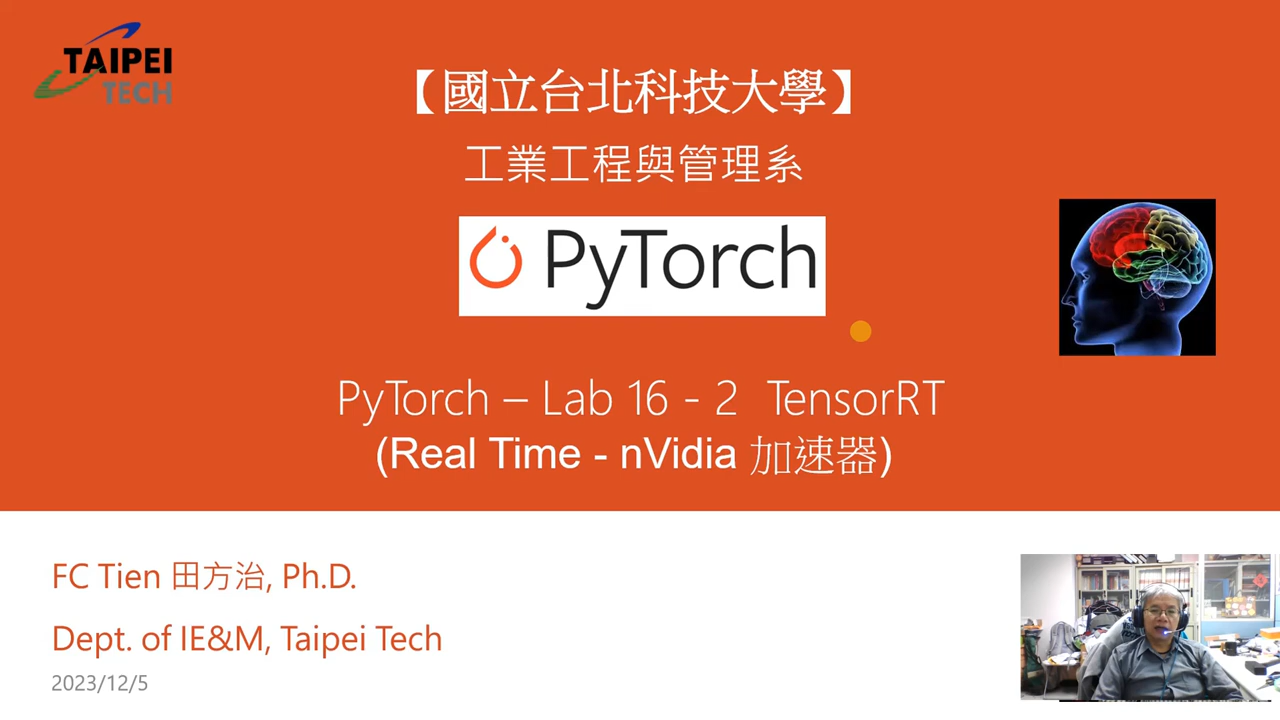 TAIPEI
TECH
【國立台北科技大學】
工業工程與管理系
PyTorch
PyTorch – Lab 16 - 2 TensorRT
(Real Time - nVidia 加速器)
FC Tien 田方治, Ph.D.
Dept. of IE&M, Taipei Tech
2023/12/5